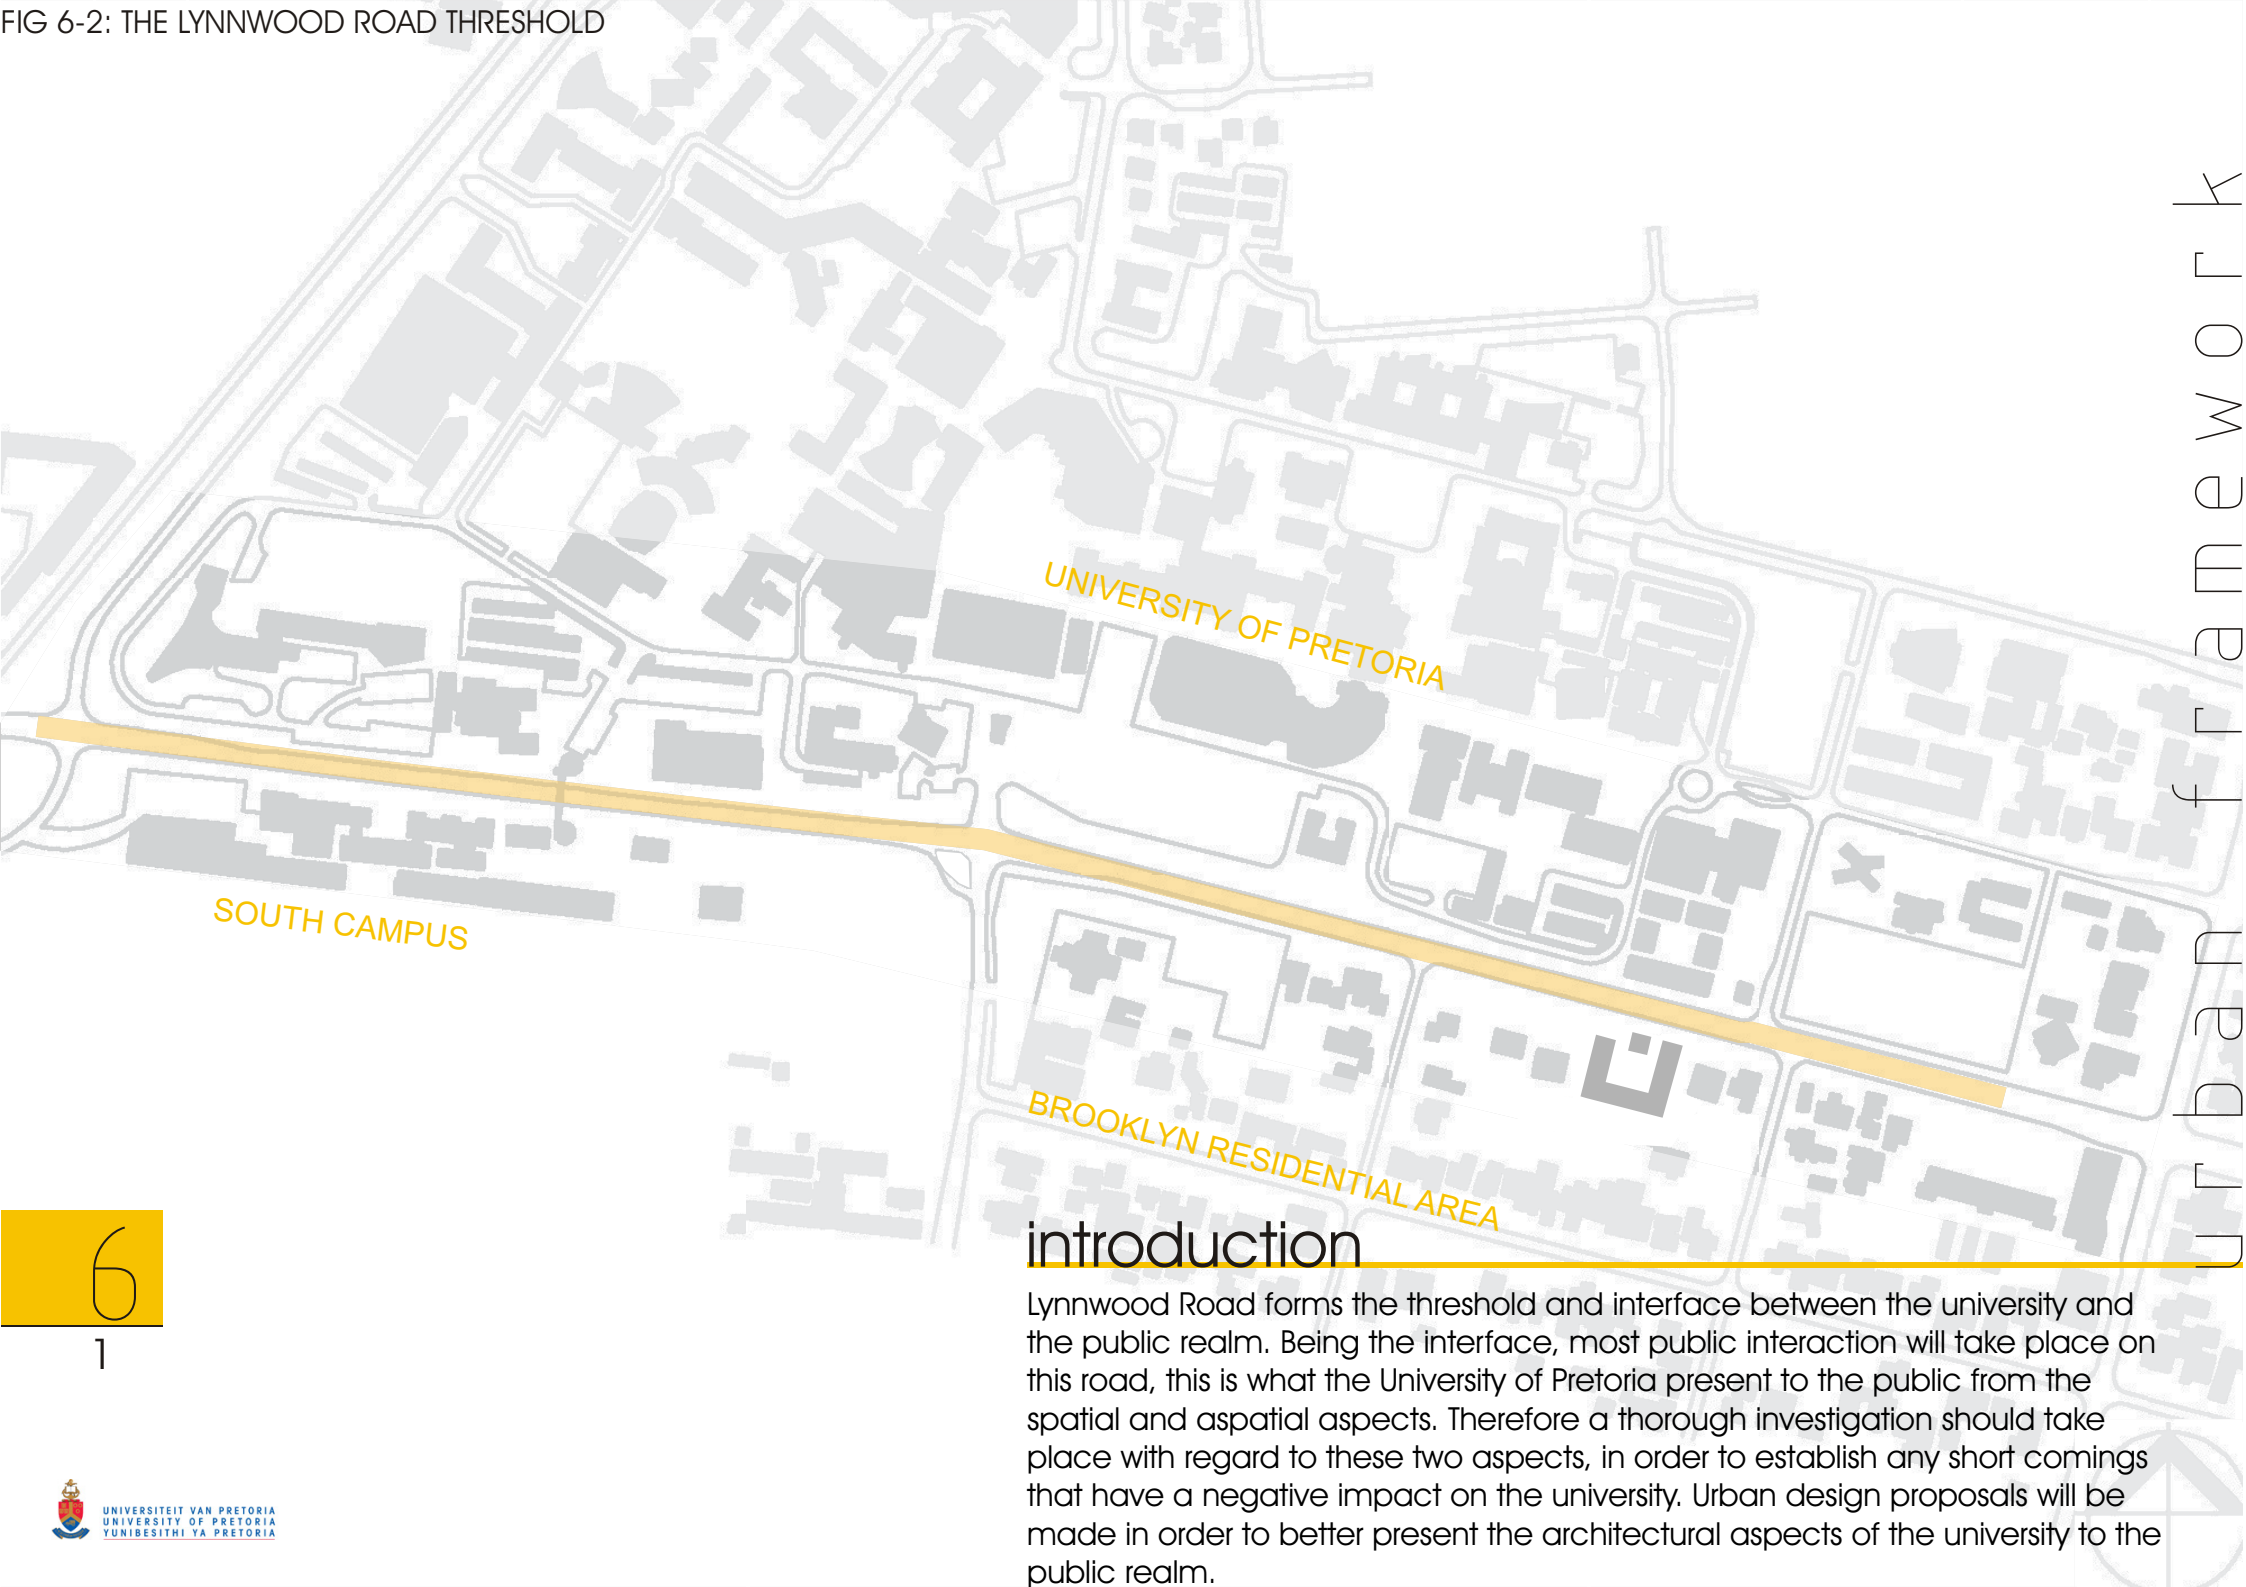 FIG 6-2: THE LYNNWOOD ROAD THRESHOLD
urban framework
UNIVERSITY OF PRETORIA
SOUTH CAMPUS
BROOKLYN RESIDENTIAL AREA
6
1
introduction
Lynnwood Road forms the threshold and interface between the university and
the public realm. Being the interface, most public interaction will take place on
this road, this is what the University of Pretoria present to the public from the
spatial and aspatial aspects. Therefore a thorough investigation should take
place with regard to these two aspects, in order to establish any short comings
that have a negative impact on the university. Urban design proposals will be
made in order to better present the architectural aspects of the university to the
public realm.
UNIVERSITEIT VAN PRETORIA
UNIVERSITY OF PRETORIA
YUNIBESITHI YA PRETORIA